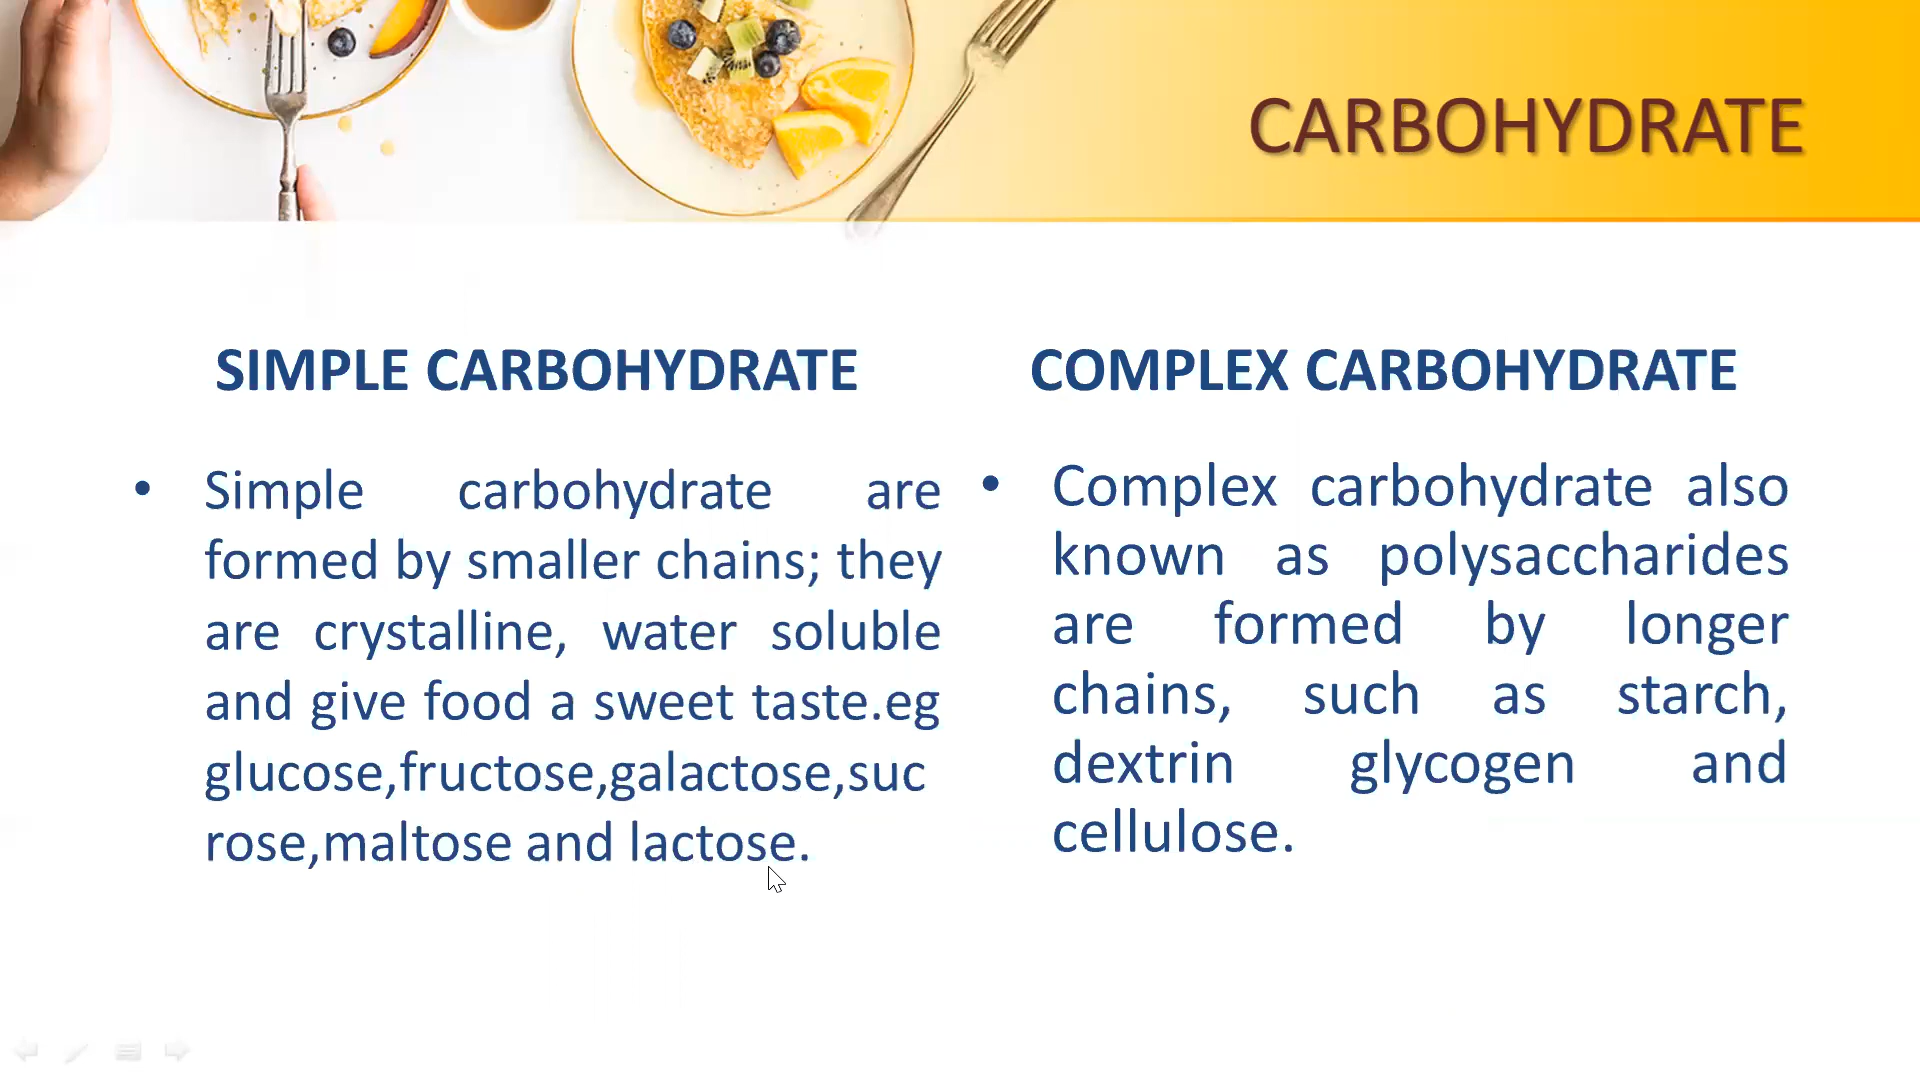 CARBOHYDRATE
SIMPLE CARBOHYDRATE
• Simple carbohydrate are
formed by smaller chains; they
are crystalline, water soluble
and give food a sweet taste.eg
glucose,fructose,galactose,suc
rose,maltose and lactose.
COMPLEX CARBOHYDRATE
• Complex carbohydrate also
known as polysaccharides
are formed by longer
chains, such as starch,
dextrin glycogen and
cellulose.